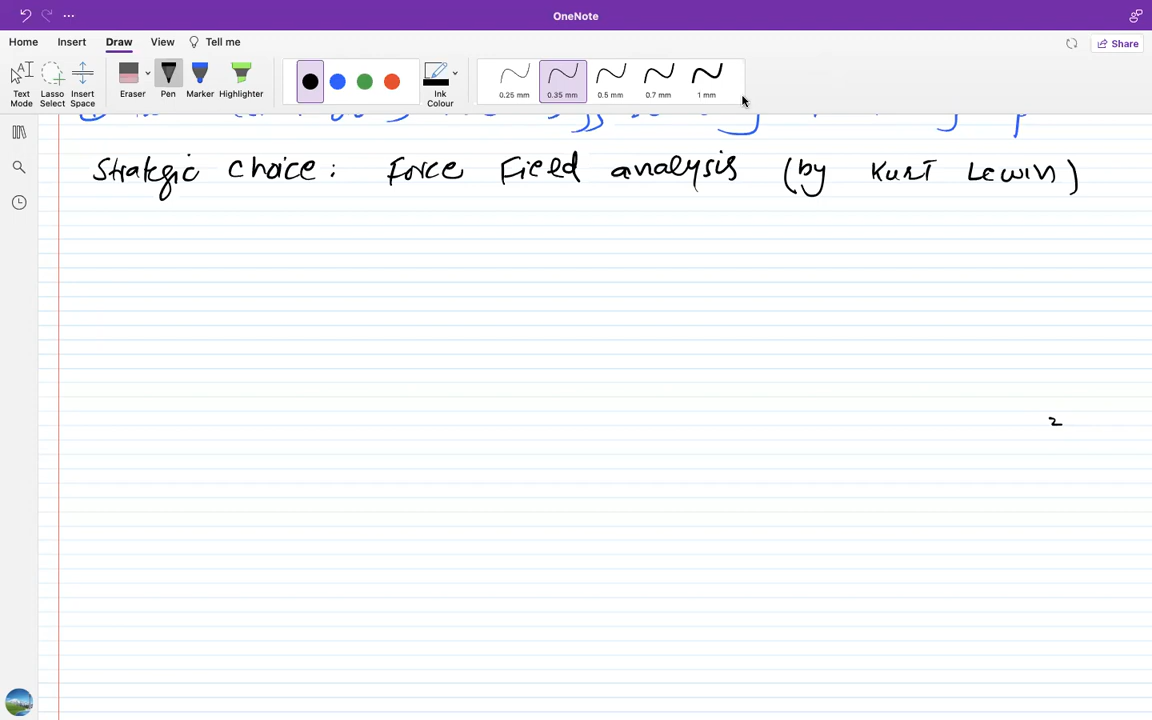 OneNote
Home Insert Draw View Tell me
Share
Text Mode
Lasso Select
Insert Space
Eraser
Pen
Marker
Highlighter
Ink Colour
0.25 mm
0.35 mm
0.5 mm
0.7 mm
1 mm
Strategic choice: Force Field analysis (by Kurt Lewin)
2